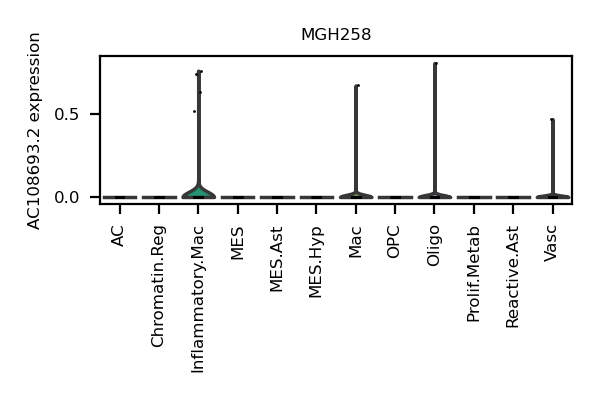 MGH258
AC108693.2 expression
0.5
0.0
AC
Chromatin.Reg
Inflammatory.Mac
MES
MES.Ast
MES.Hyp
Mac
OPC
Oligo
Prolif.Metab
Reactive.Ast
Vasc